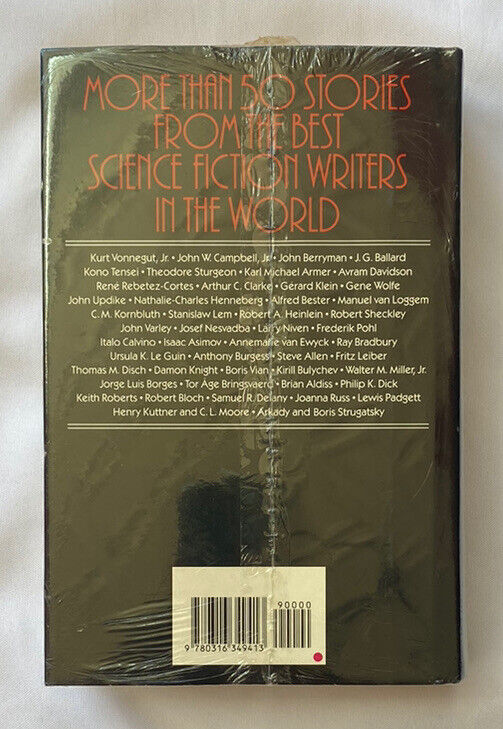 MORE THAN 50 STORIES
FROM THE BEST
SCIENCE FICTION WRITERS
IN THE WORLD
Kurt Vonnegut, Jr. • John W. Campbell, Jr. • John Berryman • J. G. Ballard
Kono Tensei • Theodore Sturgeon • Karl Michael Armer • Avram Davidson
René Rebetez-Cortes • Arthur C. Clarke • Gérard Klein • Gene Wolfe
John Updike • Nathalie-Charles Henneberg • Alfred Bester • Manuel van Loggem
C. M. Kornbluth • Stanislaw Lem • Robert A. Heinlein • Robert Sheckley
John Varley • Josef Nesvadba • Larry Niven • Frederik Pohl
Italo Calvino • Isaac Asimov • Annemarie van Ewyck • Ray Bradbury
Ursula K. Le Guin • Anthony Burgess • Steve Allen • Fritz Leiber
Thomas M. Disch • Damon Knight • Boris Vian • Kirill Bulychev • Walter M. Miller, Jr.
Jorge Luis Borges • Tor Åge Bringsvaerd • Brian Aldiss • Philip K. Dick
Keith Roberts • Robert Bloch • Samuel R. Delany • Joanna Russ • Lewis Padgett
Henry Kuttner and C. L. Moore • Arkady and Boris Strugatsky
90000
9 780316 349413